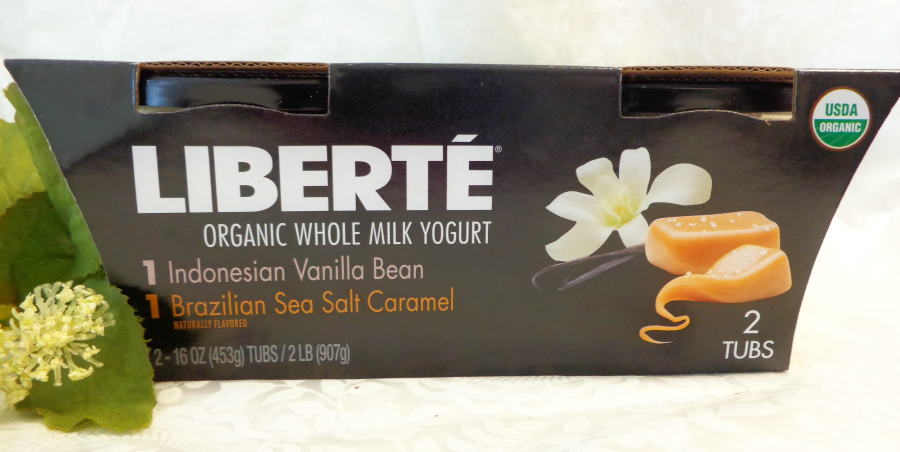 USDA
ORGANIC
LIBERTÉ®
ORGANIC WHOLE MILK YOGURT
1 Indonesian Vanilla Bean
1 Brazilian Sea Salt Caramel
NATURALLY FLAVORED
2 - 16 OZ (453g) TUBS / 2 LB (907g)
2
TUBS